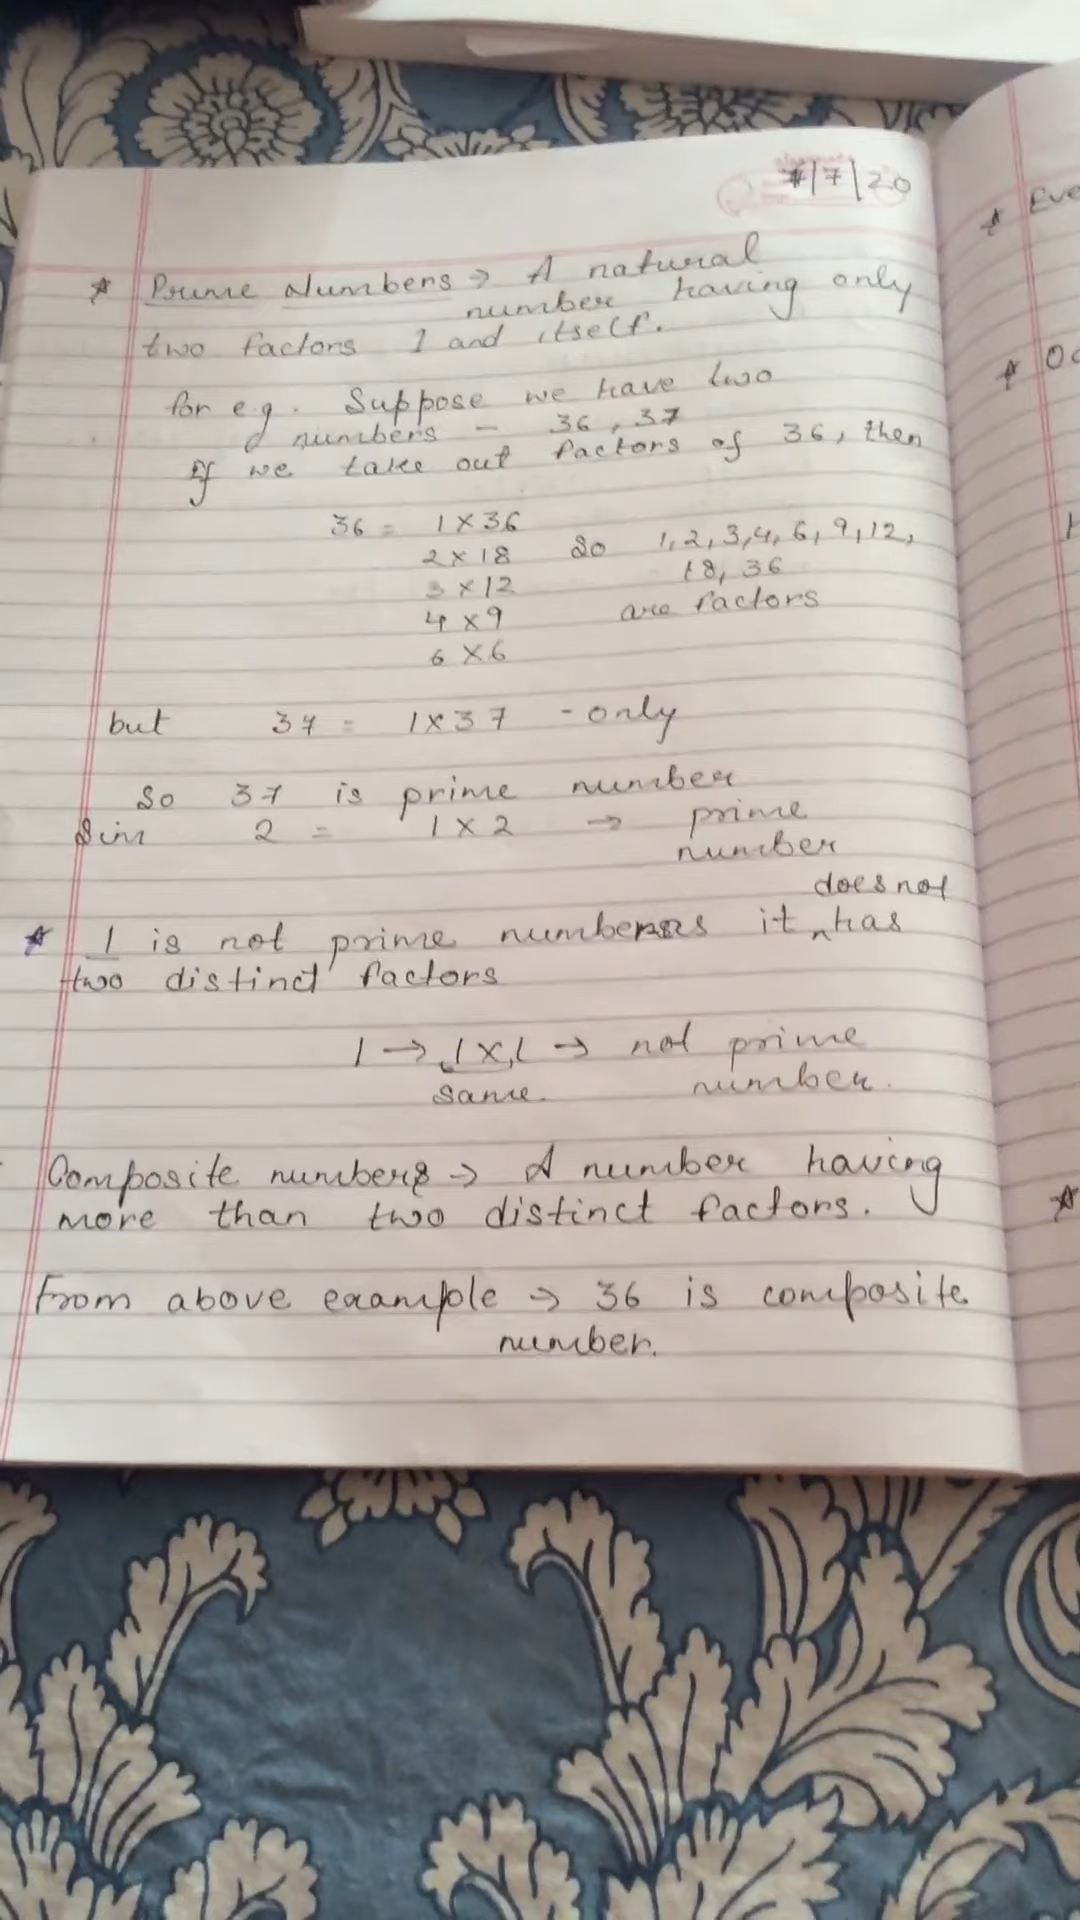 7/20
* Prime Numbers → A natural
number having only
two factors 1 and itself.
for e.g. Suppose we have two
numbers - 36, 37
If we take out factors of 36, then
36 = 1 × 36
2 × 18 So 1, 2, 3, 4, 6, 9, 12,
3 × 12 18, 36
4 × 9 are factors
6 × 6
but 37 = 1 × 37 - only
So 37 is prime number
Sim 2 = 1 × 2 → prime
number
does not
* 1 is not prime number as it ^ has
two distinct factors
1 → 1 × 1 → not prime
same. number.
Composite numbers → A number having
more than two distinct factors.
From above example → 36 is composite
number.
* Eve
*
*